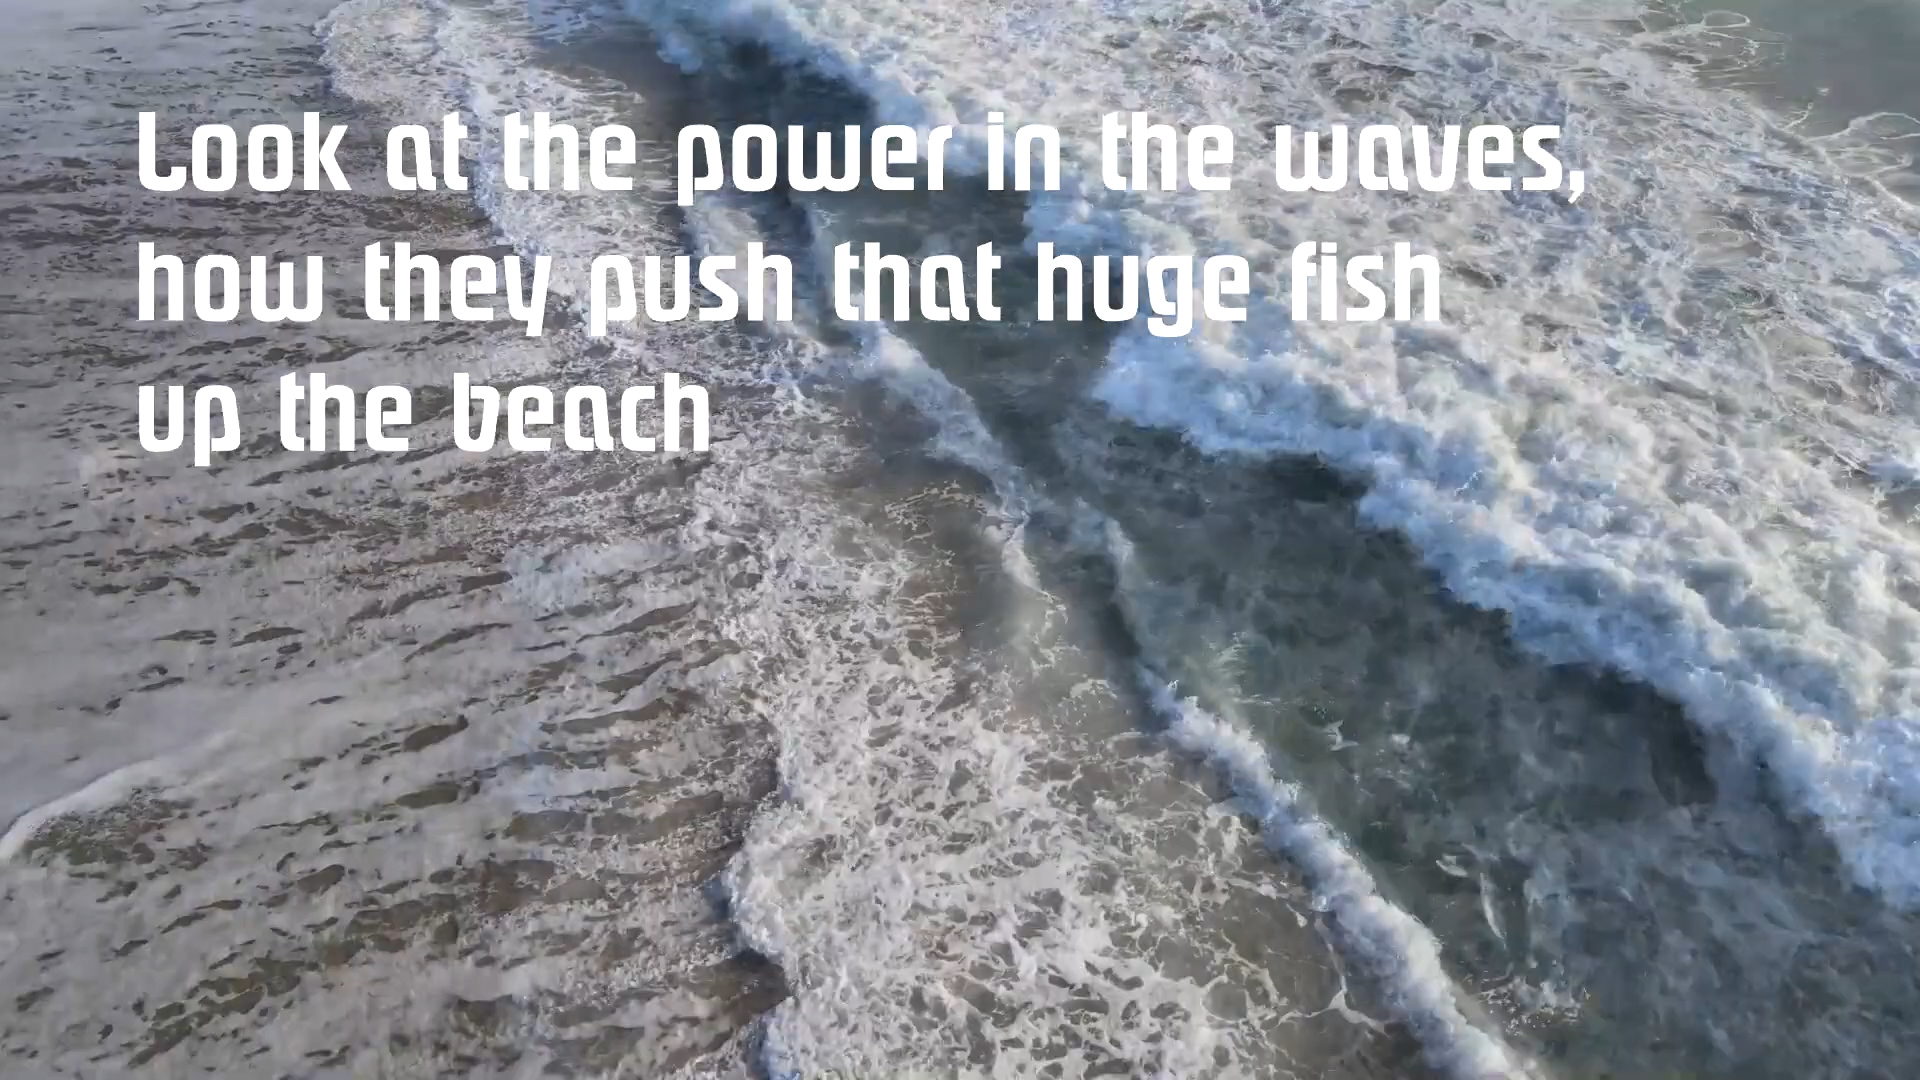 Look at the power in the waves,
how they push that huge fish
up the beach